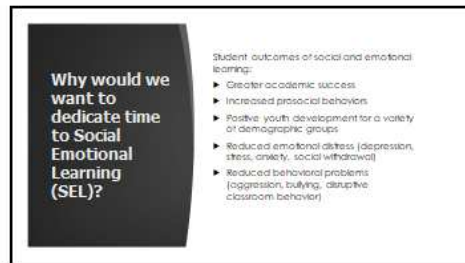 Why would we
want to
dedicate time
to Social
Emotional
Learning
(SEL)?
Student outcomes of social and emotional
learning:
► Greater academic success
► Increased prosocial behaviors
► Positive youth development for a variety
of demographic groups
► Reduced emotional distress (depression,
stress, anxiety, social withdrawal)
► Reduced behavioral problems
(aggression, bullying, disruptive
classroom behavior)